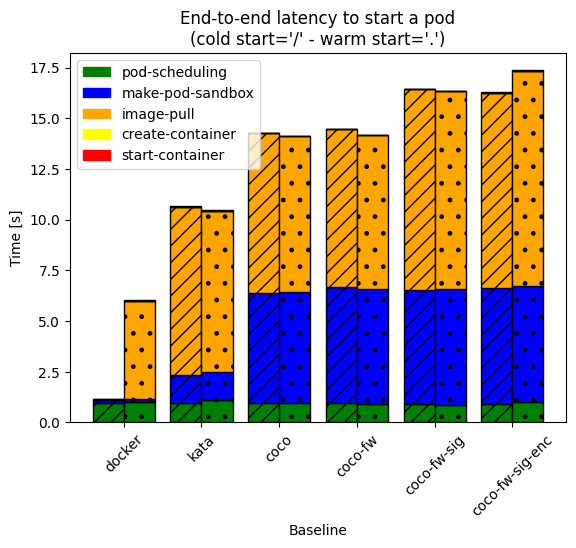 End-to-end latency to start a pod
(cold start='/' - warm start='.')
pod-scheduling
make-pod-sandbox
image-pull
create-container
start-container
Time [s]
17.5
15.0
12.5
10.0
7.5
5.0
2.5
0.0
docker
kata
coco
coco-fw
coco-fw-sig
coco-fw-sig-enc
Baseline